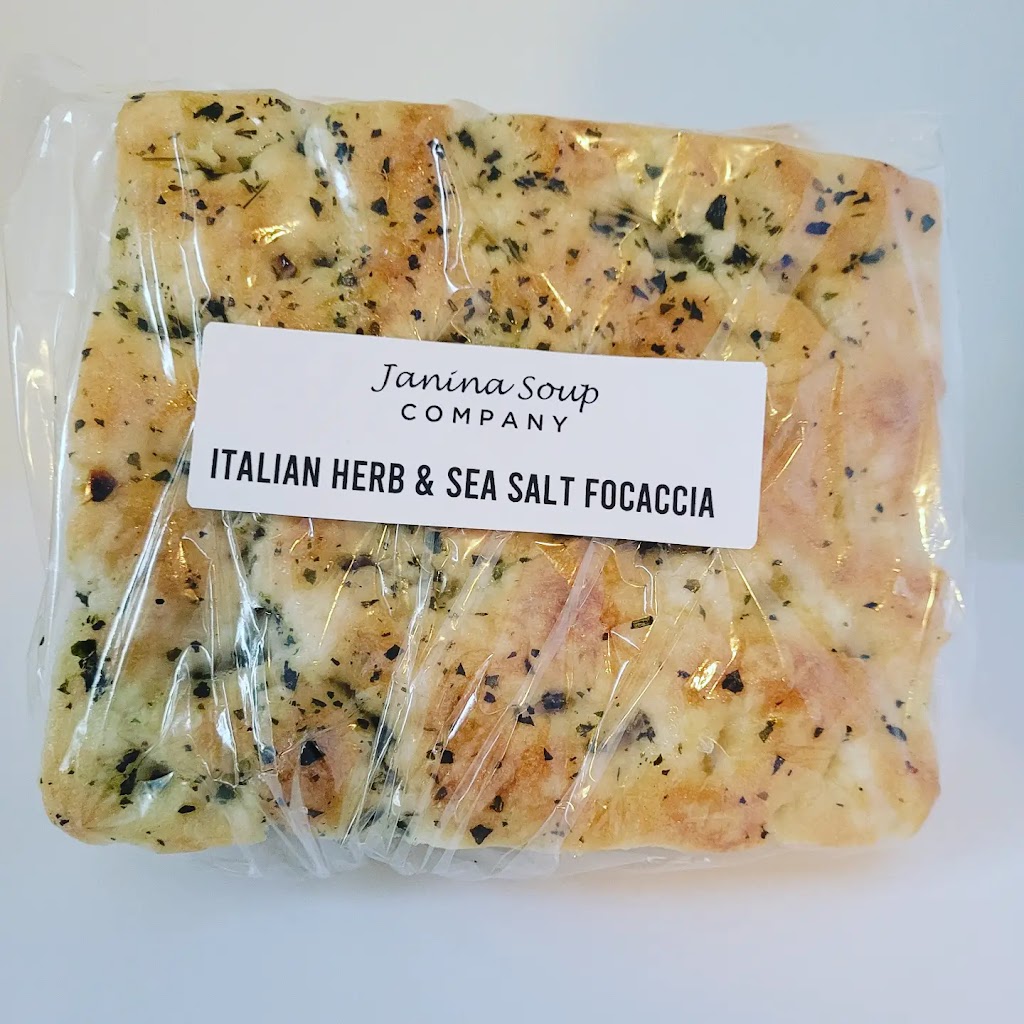 Janina Soup
COMPANY
ITALIAN HERB & SEA SALT FOCACCIA